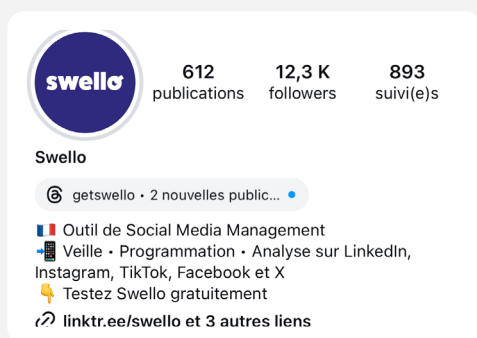 swello
612 12,3 K 893
publications followers suivi(e)s
Swello
getswello • 2 nouvelles public...
🇫🇷 Outil de Social Media Management
📲 Veille • Programmation • Analyse sur LinkedIn,
Instagram, TikTok, Facebook et X
👇 Testez Swello gratuitement
linktr.ee/swello et 3 autres liens